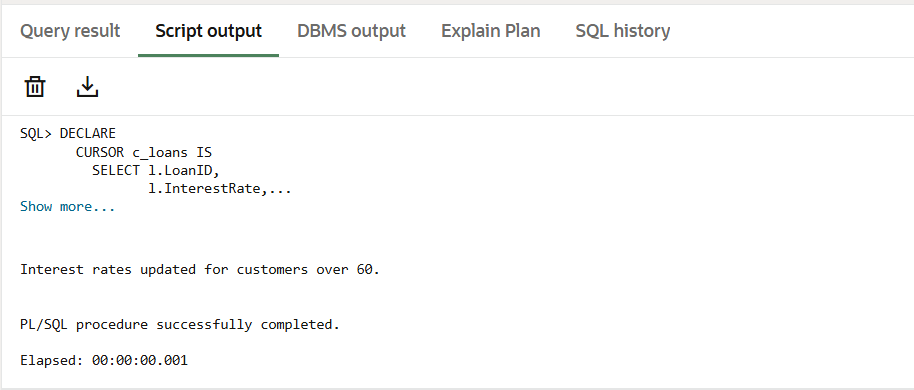 Query result Script output DBMS output Explain Plan SQL history
SQL> DECLARE
CURSOR c_loans IS
SELECT l.LoanID,
l.InterestRate,...
Show more...
Interest rates updated for customers over 60.
PL/SQL procedure successfully completed.
Elapsed: 00:00:00.001